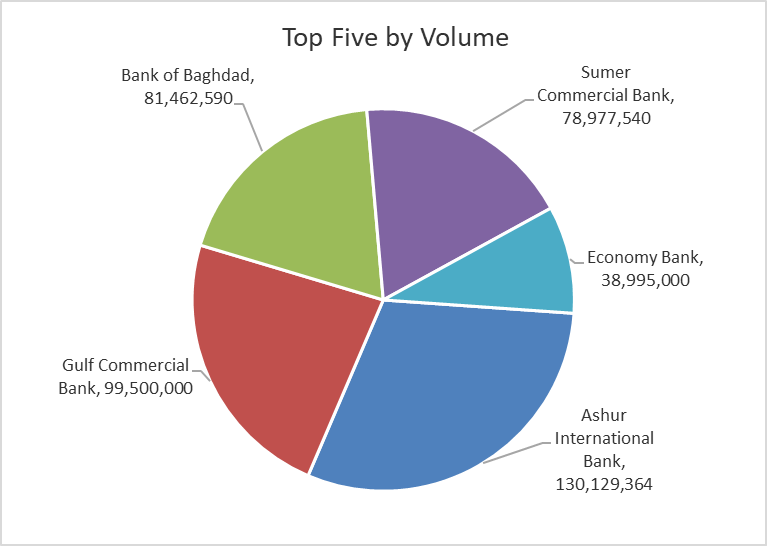 Top Five by Volume
Bank of Baghdad,
81,462,590
Sumer
Commercial Bank,
78,977,540
Economy Bank,
38,995,000
Gulf Commercial
Bank, 99,500,000
Ashur
International
Bank,
130,129,364